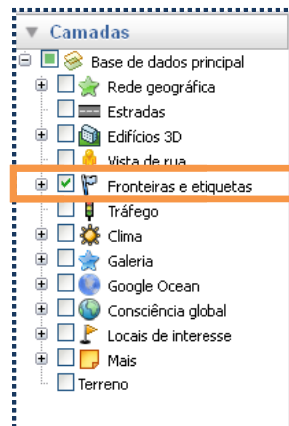 Camadas
Base de dados principal
Rede geográfica
Estradas
Edifícios 3D
Vista de rua
Fronteiras e etiquetas
Tráfego
Clima
Galeria
Google Ocean
Consciência global
Locais de interesse
Mais
Terreno